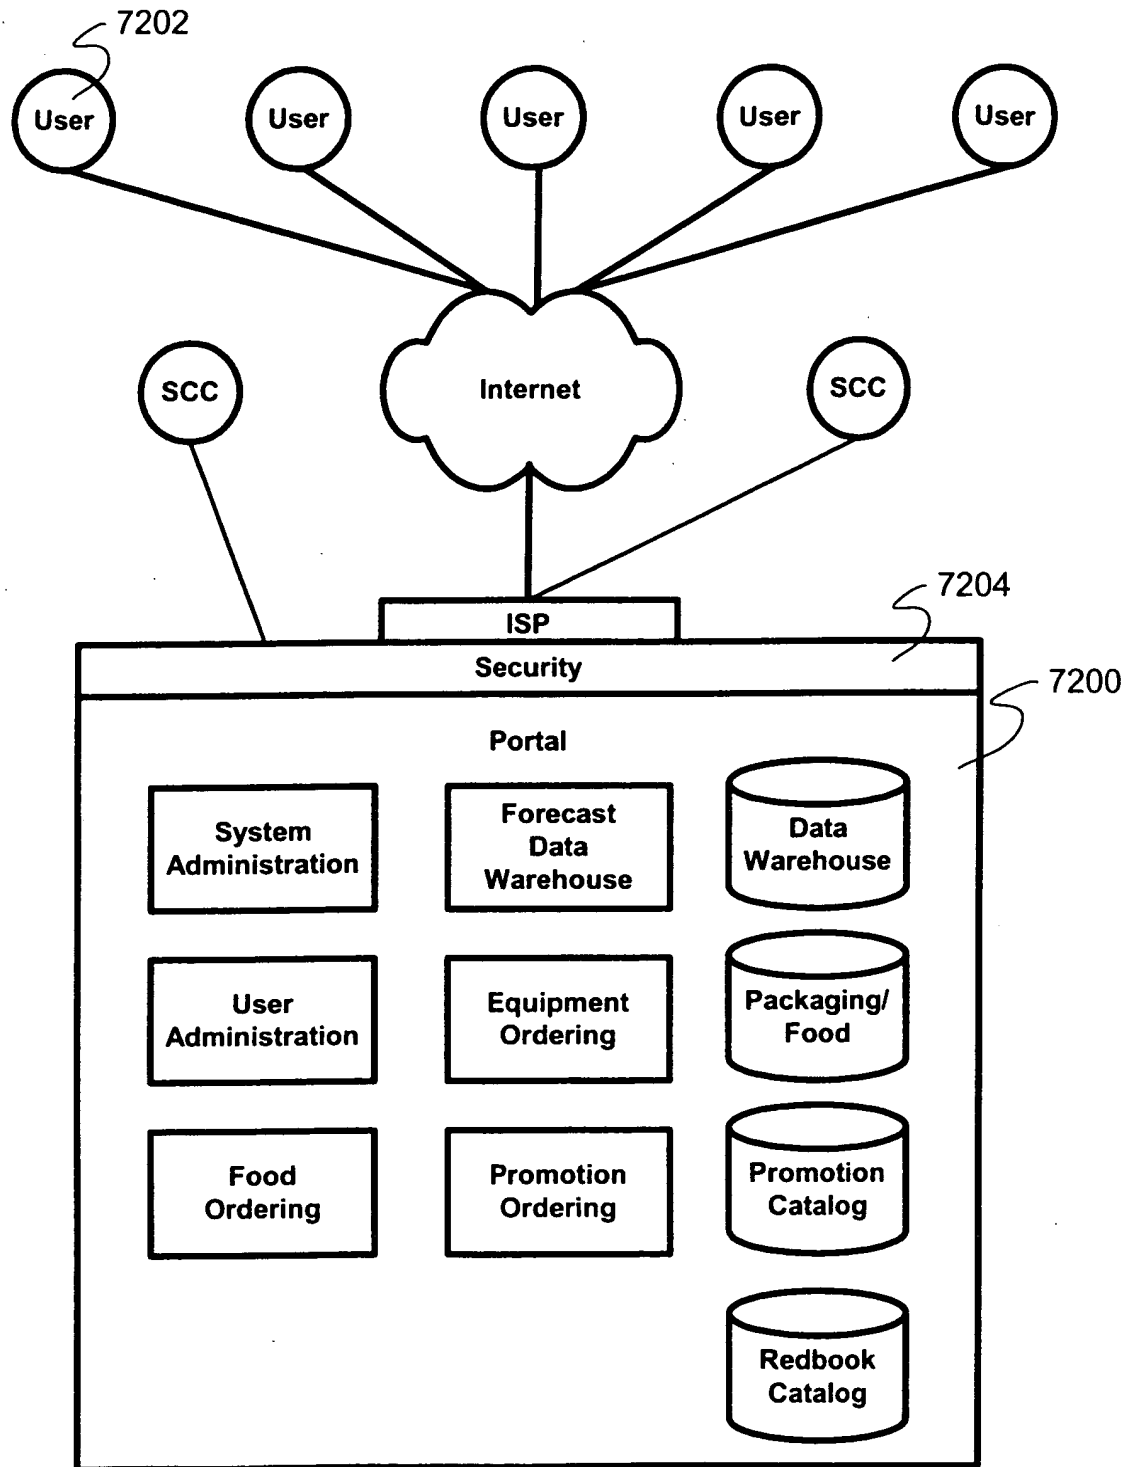 7202
User
User
User
User
User
SCC
Internet
SCC
7204
ISP
Security
7200
Portal
System
Administration
Forecast
Data
Warehouse
Data
Warehouse
User
Administration
Equipment
Ordering
Packaging/
Food
Food
Ordering
Promotion
Ordering
Promotion
Catalog
Redbook
Catalog